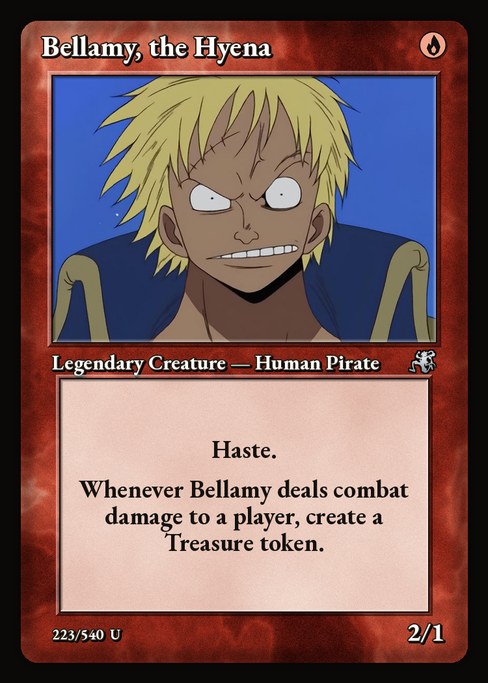 Bellamy, the Hyena
Legendary Creature — Human Pirate
Haste.
Whenever Bellamy deals combat
damage to a player, create a
Treasure token.
223/540 U
2/1